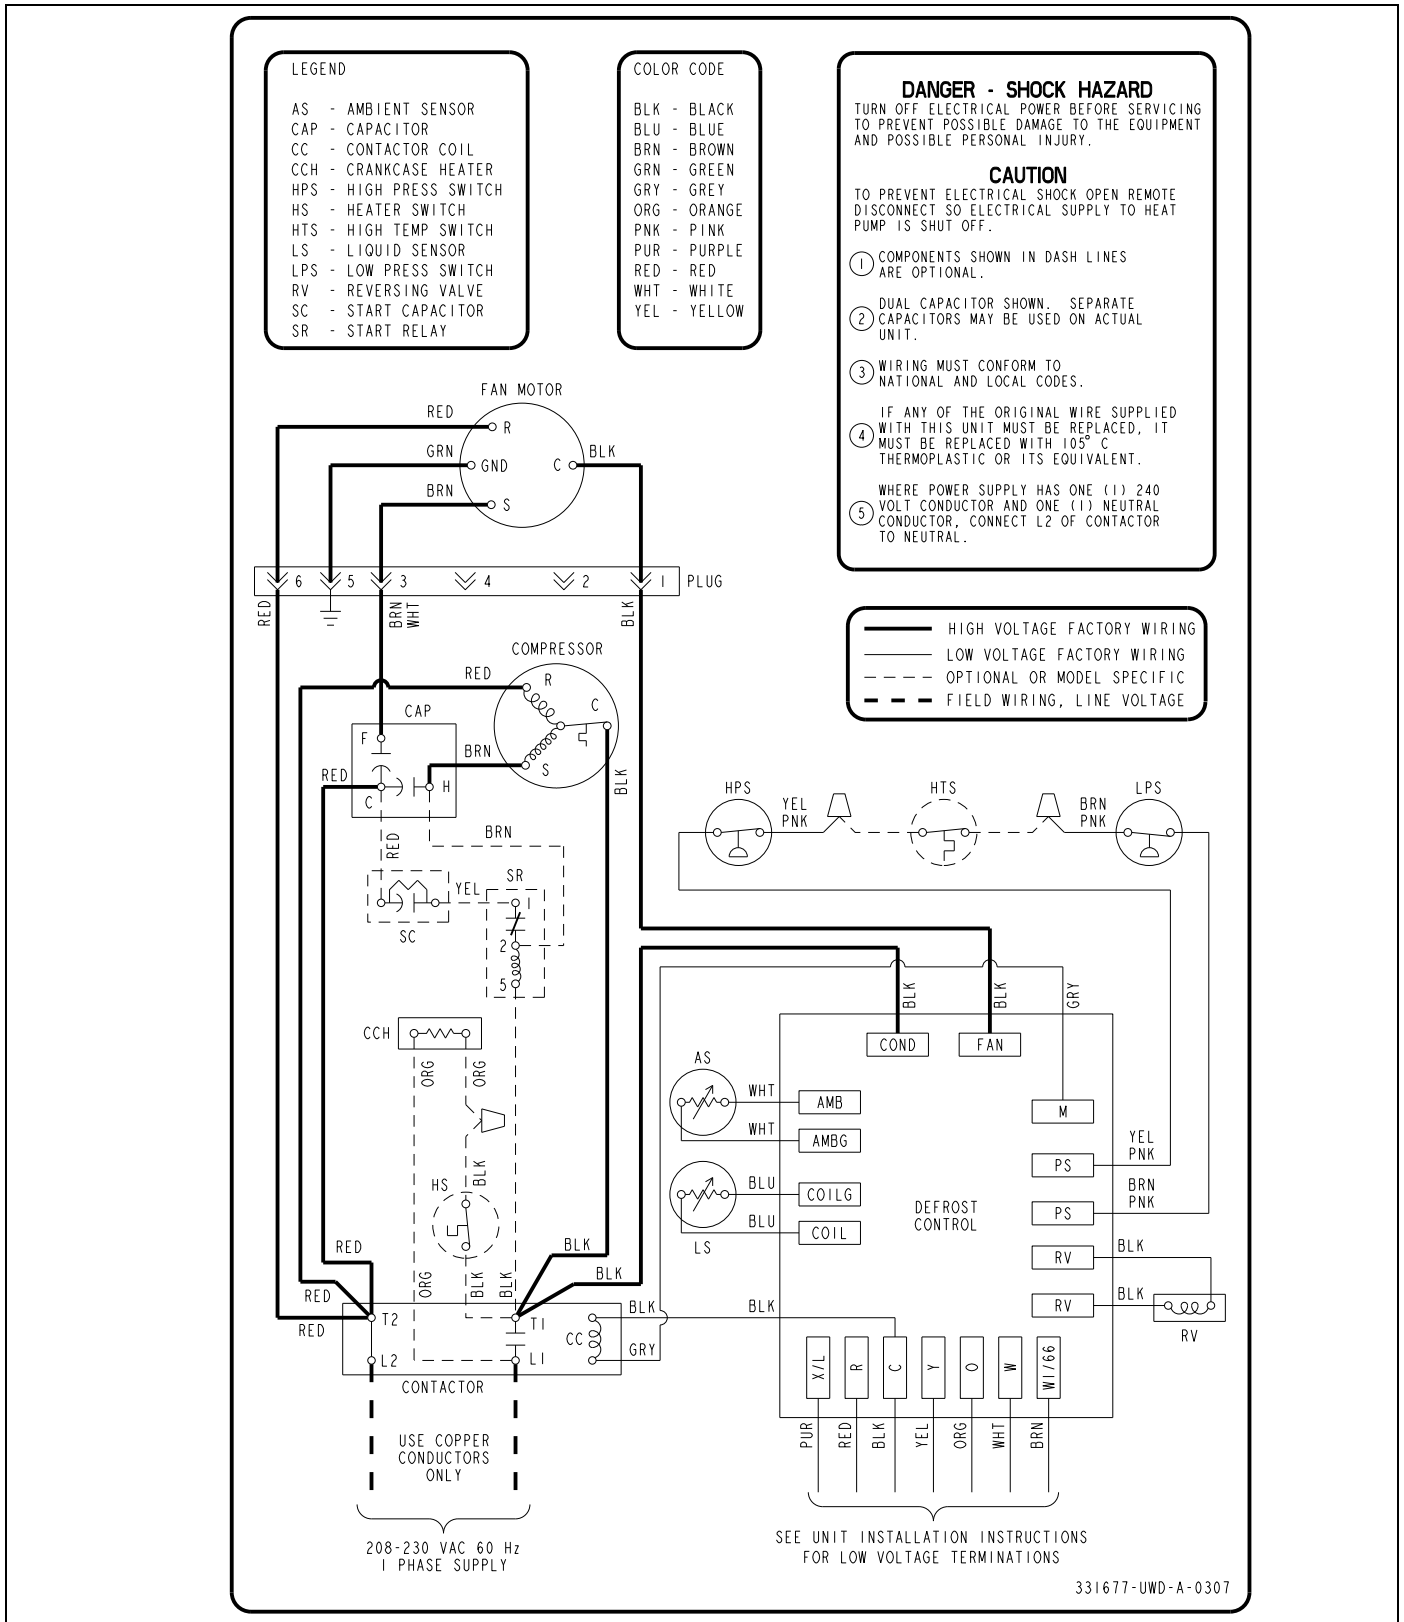 LEGEND
AS - AMBIENT SENSOR
CAP - CAPACITOR
CC - CONTACTOR COIL
CCH - CRANKCASE HEATER
HPS - HIGH PRESS SWITCH
HS - HEATER SWITCH
HTS - HIGH TEMP SWITCH
LS - LIQUID SENSOR
LPS - LOW PRESS SWITCH
RV - REVERSING VALVE
SC - START CAPACITOR
SR - START RELAY
COLOR CODE
BLK - BLACK
BLU - BLUE
BRN - BROWN
GRN - GREEN
GRY - GREY
ORG - ORANGE
PNK - PINK
PUR - PURPLE
RED - RED
WHT - WHITE
YEL - YELLOW
DANGER - SHOCK HAZARD
TURN OFF ELECTRICAL POWER BEFORE SERVICING
TO PREVENT POSSIBLE DAMAGE TO THE EQUIPMENT
AND POSSIBLE PERSONAL INJURY.
CAUTION
TO PREVENT ELECTRICAL SHOCK OPEN REMOTE
DISCONNECT SO ELECTRICAL SUPPLY TO HEAT
PUMP IS SHUT OFF.
1 COMPONENTS SHOWN IN DASH LINES
ARE OPTIONAL.
2 DUAL CAPACITOR SHOWN. SEPARATE
CAPACITORS MAY BE USED ON ACTUAL
UNIT.
3 WIRING MUST CONFORM TO
NATIONAL AND LOCAL CODES.
4 IF ANY OF THE ORIGINAL WIRE SUPPLIED
WITH THIS UNIT MUST BE REPLACED, IT
MUST BE REPLACED WITH 105° C
THERMOPLASTIC OR ITS EQUIVALENT.
5 WHERE POWER SUPPLY HAS ONE (1) 240
VOLT CONDUCTOR AND ONE (1) NEUTRAL
CONDUCTOR, CONNECT L2 OF CONTACTOR
TO NEUTRAL.
HIGH VOLTAGE FACTORY WIRING
LOW VOLTAGE FACTORY WIRING
OPTIONAL OR MODEL SPECIFIC
FIELD WIRING, LINE VOLTAGE
FAN MOTOR
RED
R
GRN
GND
C
BLK
BRN
S
6
5
3
4
2
1
PLUG
RED
BRN
WHT
BLK
COMPRESSOR
RED
R
C
CAP
F
BRN
S
RED
C
H
BLK
RED
BRN
SC
YEL
SR
1
2
5
HPS
YEL
PNK
HTS
BRN
PNK
LPS
CCH
ORG
ORG
BLK
HS
ORG
BLK
BLK
RED
RED
RED
BLK
BLK
T2
L2
T1
L1
CC
BLK
GRY
CONTACTOR
USE COPPER
CONDUCTORS
ONLY
208-230 VAC 60 Hz
1 PHASE SUPPLY
BLK
BLK
GRY
COND
FAN
AS
WHT
AMB
WHT
AMBG
BLU
COILG
BLU
COIL
LS
DEFROST
CONTROL
M
YEL
PNK
PS
BRN
PNK
PS
RV
BLK
RV
BLK
RV
BLK
X/L
R
C
Y
O
W
W1/66
PUR
RED
BLK
YEL
ORG
WHT
BRN
SEE UNIT INSTALLATION INSTRUCTIONS
FOR LOW VOLTAGE TERMINATIONS
331677-UWD-A-0307